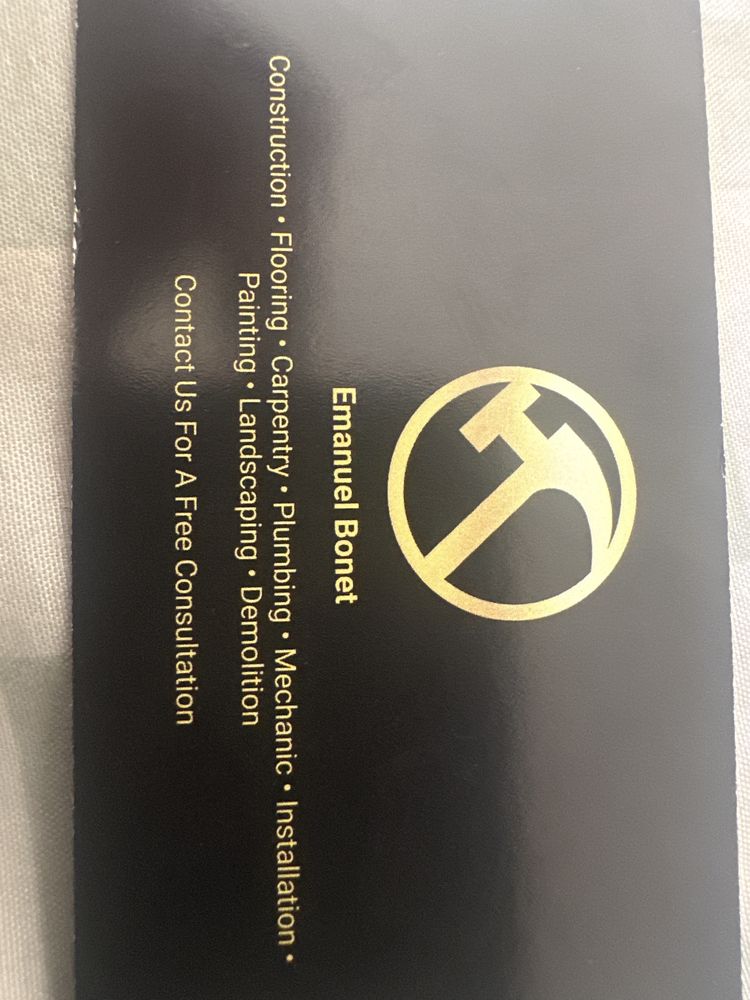 Emanuel Bonet
Construction • Flooring • Carpentry • Plumbing • Mechanic • Installation •
Painting • Landscaping • Demolition
Contact Us For A Free Consultation